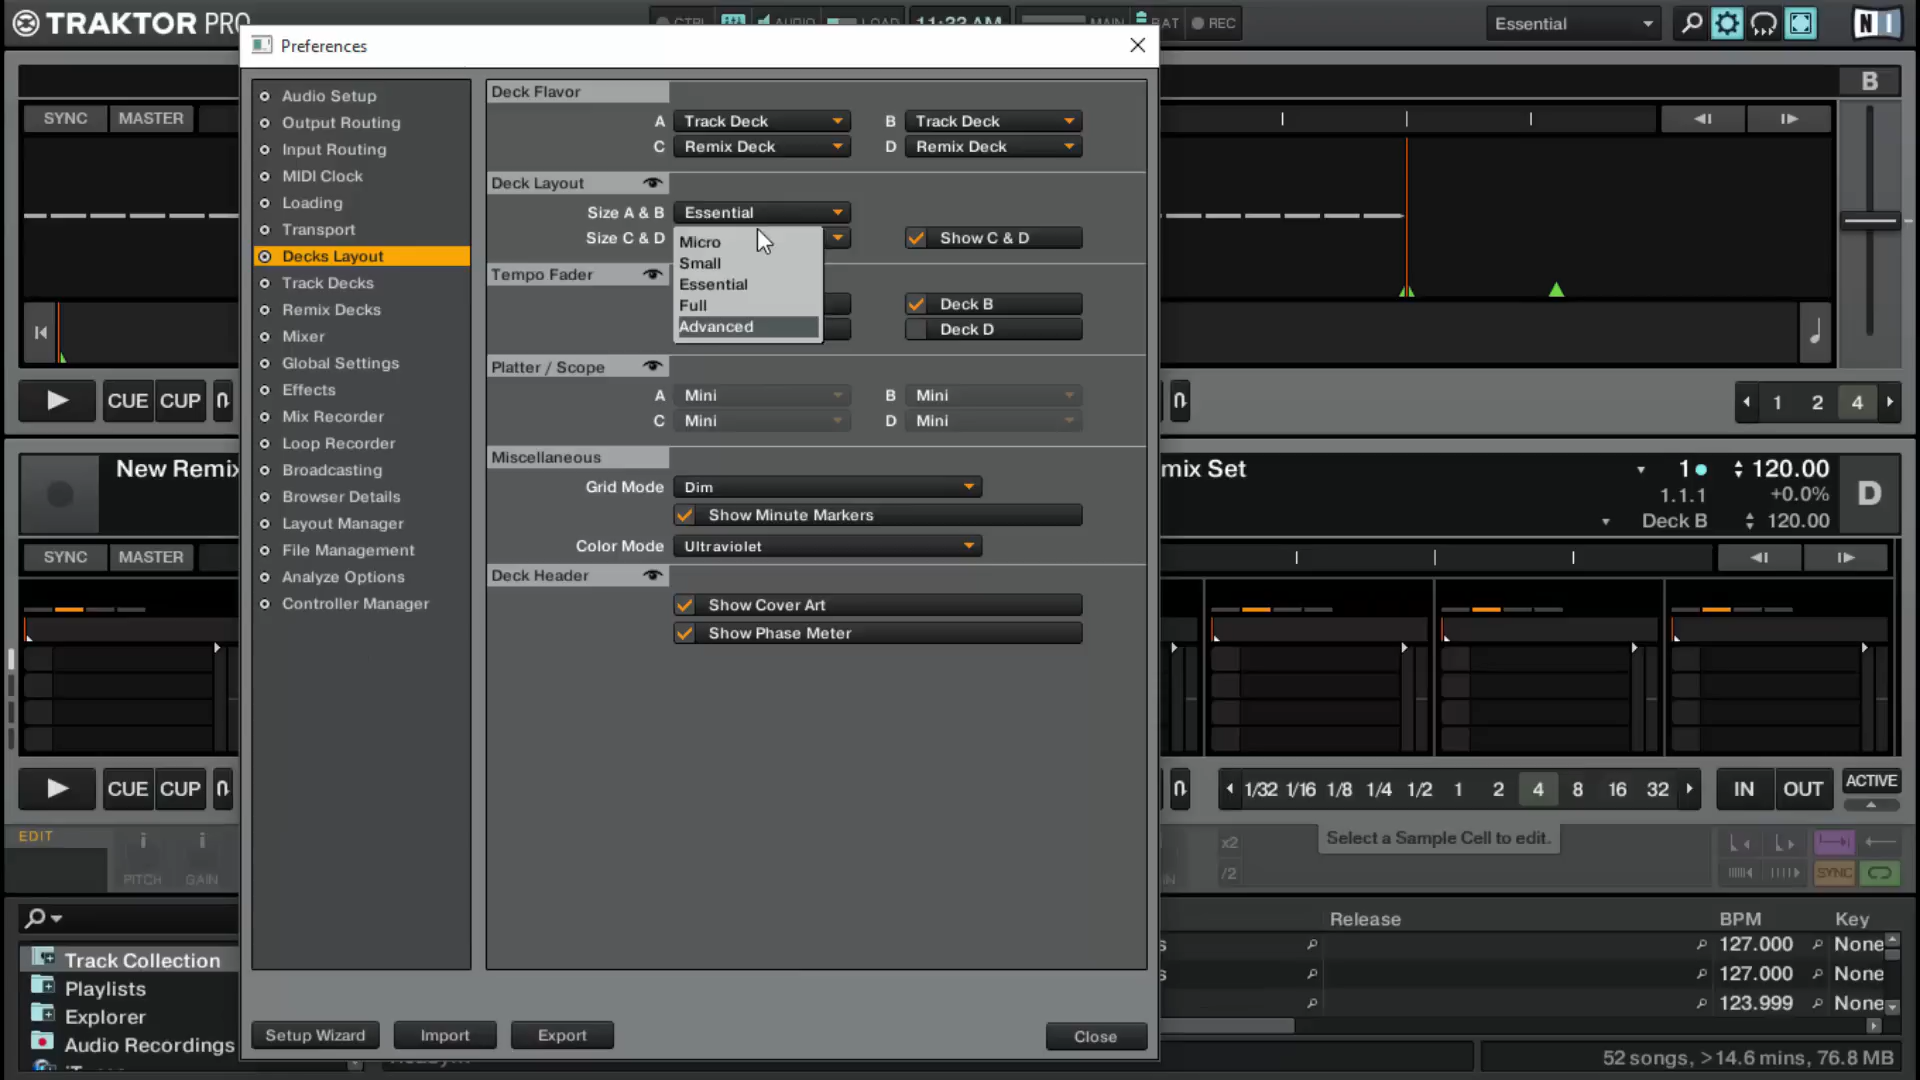 TRAKTOR PRO
Preferences
CTRL
AUDIO
LOAD
11:33 AM
MAIN
BAT
REC
Essential
Audio Setup
Output Routing
Input Routing
MIDI Clock
Loading
Transport
Decks Layout
Track Decks
Remix Decks
Mixer
Global Settings
Effects
Mix Recorder
Loop Recorder
Broadcasting
Browser Details
Layout Manager
File Management
Analyze Options
Controller Manager
Deck Flavor
A Track Deck B Track Deck
C Remix Deck D Remix Deck
Deck Layout
Size A & B Essential
Size C & D
Show C & D
Micro
Small
Essential
Full
Advanced
Tempo Fader
Deck B
Deck D
Platter / Scope
A Mini B Mini
C Mini D Mini
Miscellaneous
Grid Mode Dim
Show Minute Markers
Color Mode Ultraviolet
Deck Header
Show Cover Art
Show Phase Meter
Setup Wizard Import Export Close
SYNC MASTER
CUE CUP
New Remix
SYNC MASTER
CUE CUP
EDIT
PITCH GAIN
Track Collection
Playlists
Explorer
Audio Recordings
B
1 2 4
mix Set
1 120.00
1.1.1 +0.0%
Deck B 120.00
D
1/32 1/16 1/8 1/4 1/2 1 2 4 8 16 32 IN OUT ACTIVE
x2
/2
Select a Sample Cell to edit.
SYNC
Release BPM Key
127.000 None
127.000 None
123.999 None
52 songs, >14.6 mins, 76.8 MB